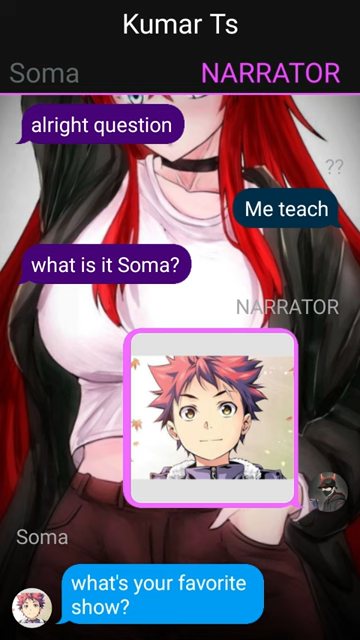 Kumar Ts
Soma
NARRATOR
alright question
??
Me teach
what is it Soma?
NARRATOR
Soma
what's your favorite
show?